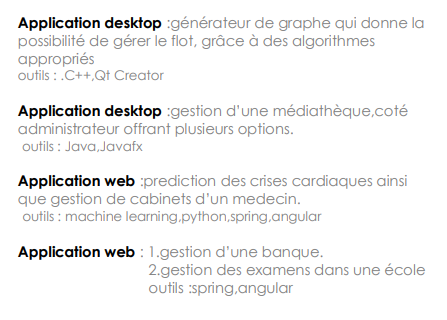 Application desktop :générateur de graphe qui donne la
possibilité de gérer le flot, grâce à des algorithmes
appropriés
outils : .C++,Qt Creator
Application desktop :gestion d'une médiathèque,coté
administrateur offrant plusieurs options.
outils : Java,Javafx
Application web :prediction des crises cardiaques ainsi
que gestion de cabinets d'un medecin.
outils : machine learning,python,spring,angular
Application web : 1.gestion d'une banque.
2.gestion des examens dans une école
outils :spring,angular